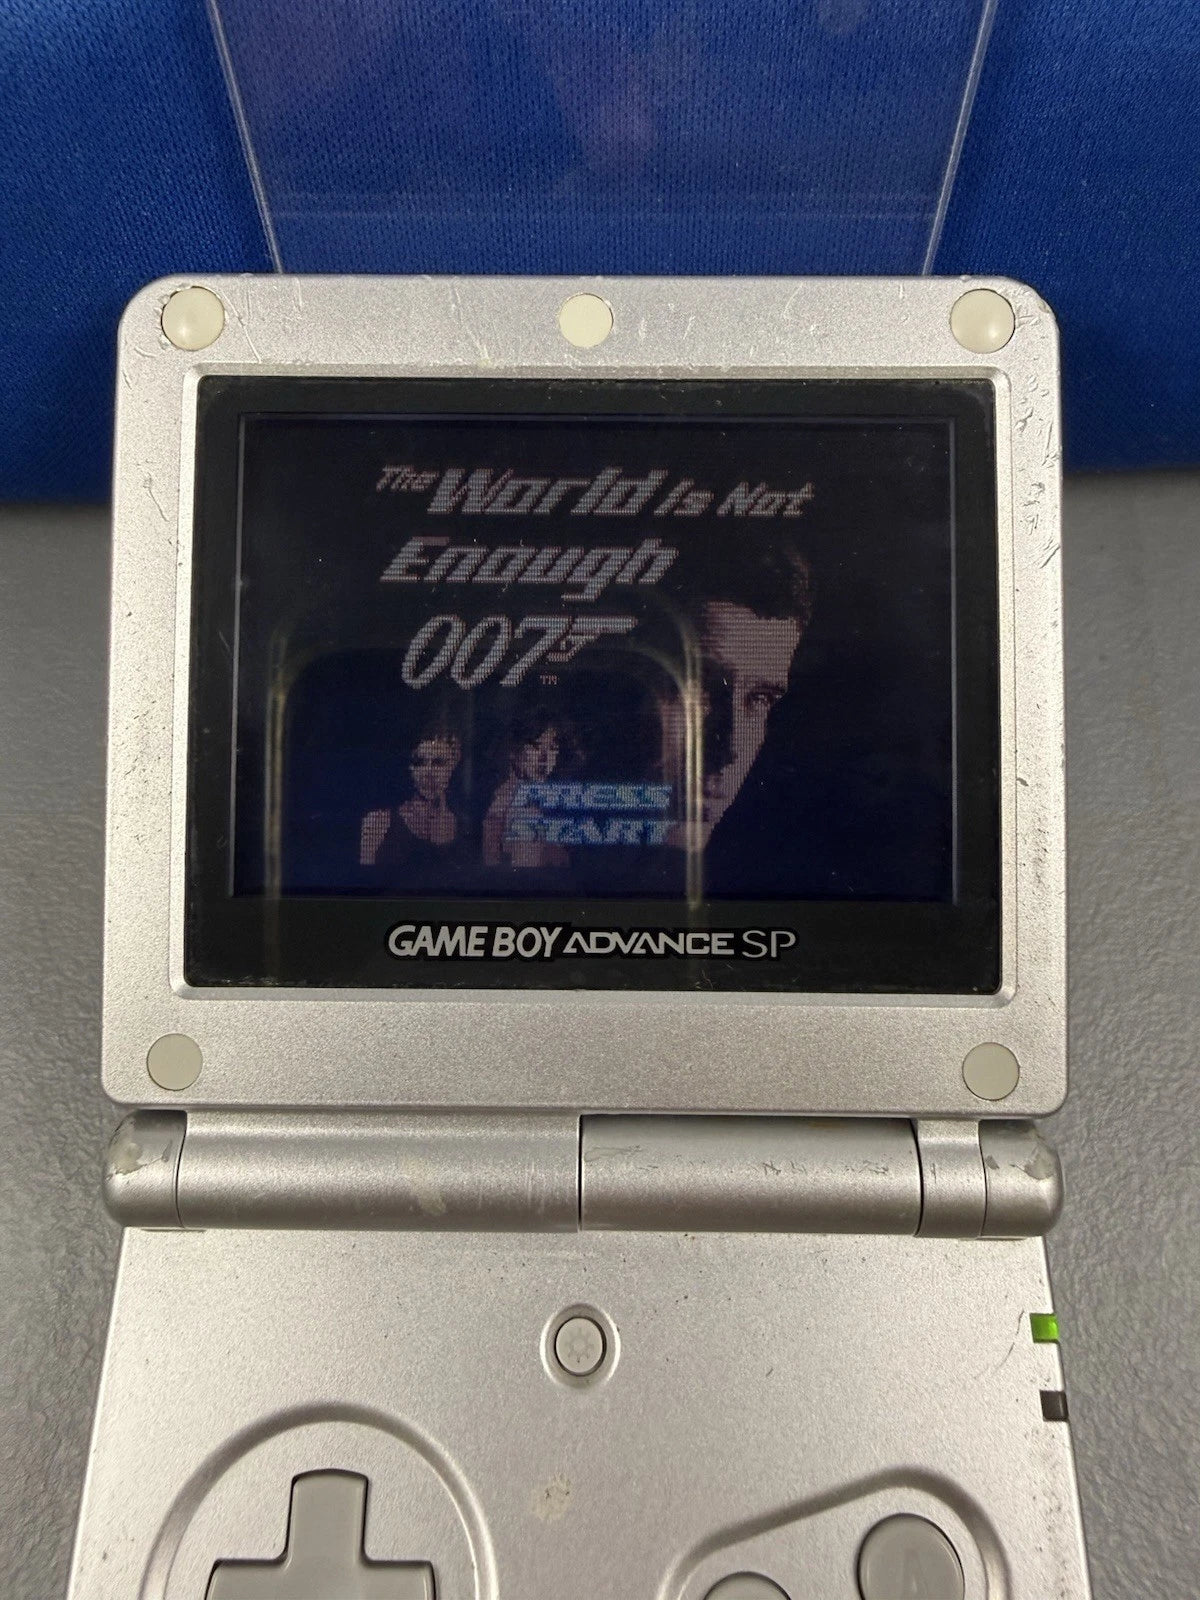 The World Is Not
Enough
007
TM
PRESS
START
GAME BOY ADVANCE SP
A